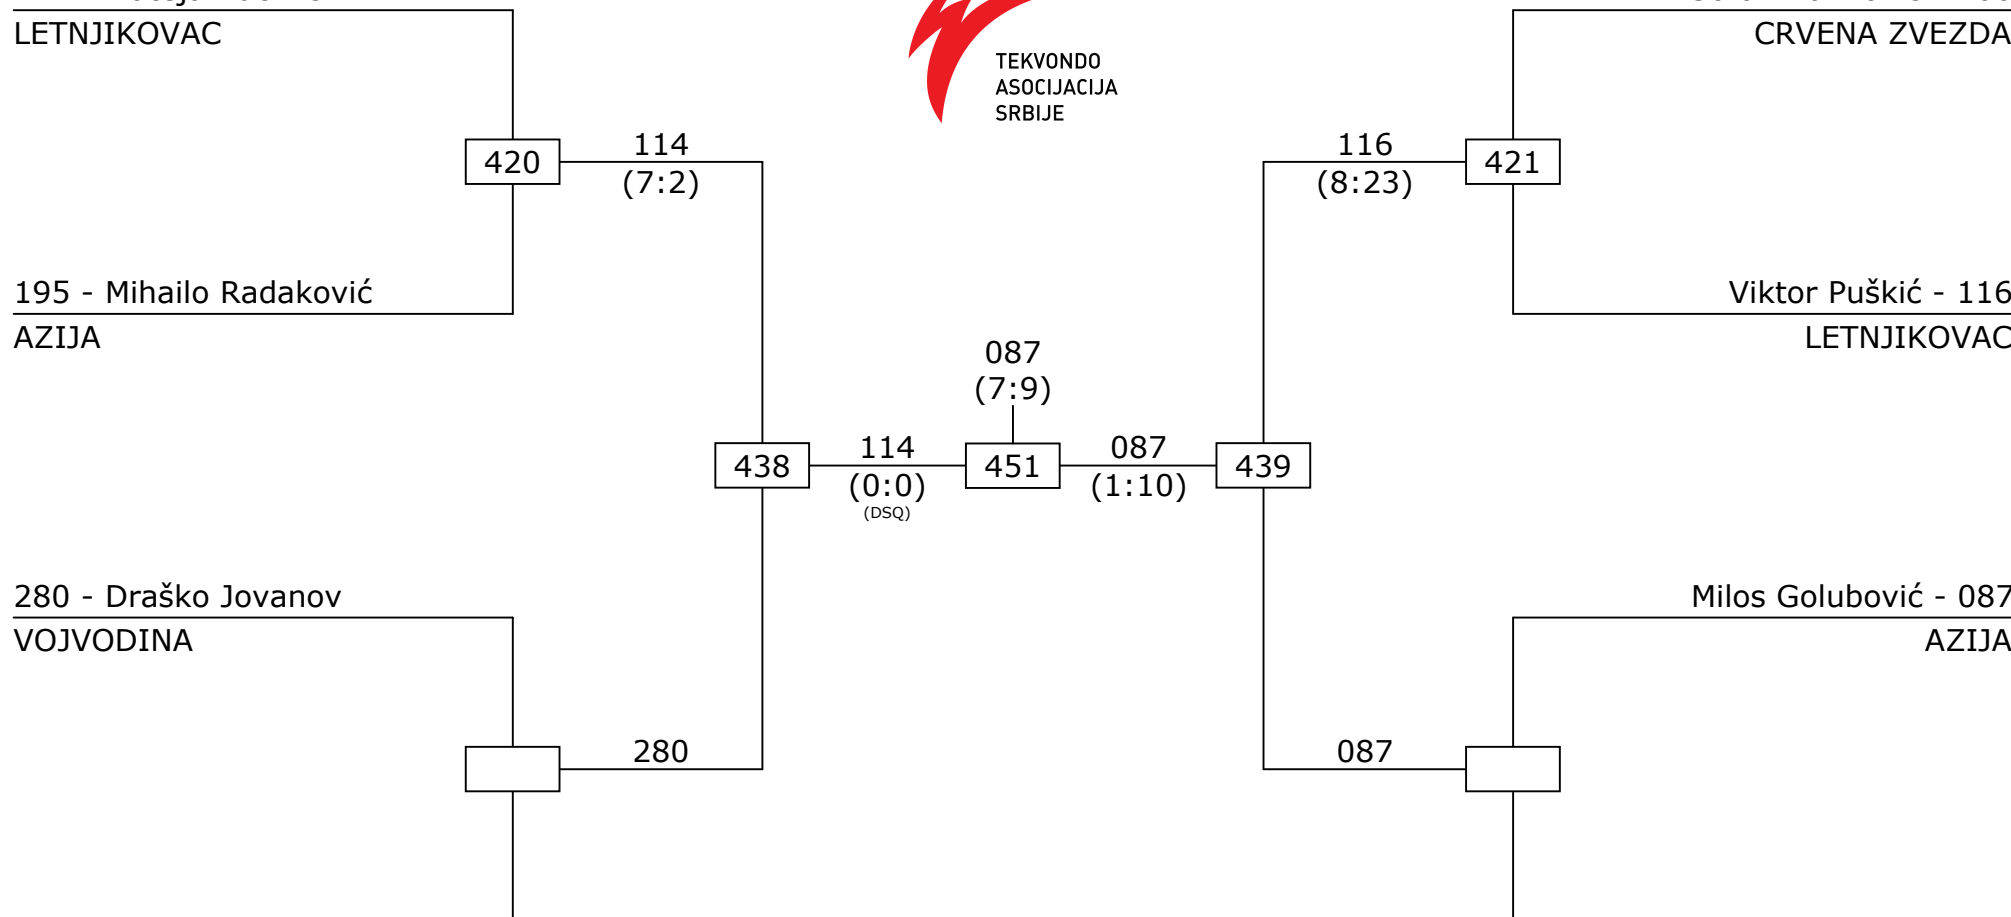 LETNJIKOVAC
CRVENA ZVEZDA
TEKVONDO
ASOCIJACIJA
SRBIJE
420
114
(7:2)
116
(8:23)
421
195 - Mihailo Radaković
AZIJA
Viktor Puškić - 116
LETNJIKOVAC
087
(7:9)
438
114
(0:0)
(DSQ)
451
087
(1:10)
439
280 - Draško Jovanov
VOJVODINA
Milos Golubović - 087
AZIJA
280
087